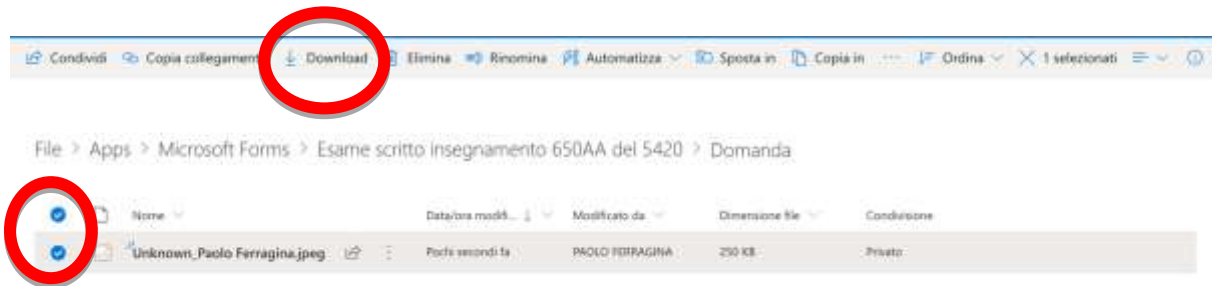 Condividi Copia collegamento Download Elimina Rinomina Automatizza Sposta in Copia in ... Ordina 1 selezionati
File > Apps > Microsoft Forms > Esame scritto insegnamento 650AA del 5420 > Domanda
Nome Data/ora modifi... Modificato da Dimensione file Condivisione
Unknown_Paolo Ferragina.jpeg Pochi secondi fa PAOLO FERRAGINA 250 KB Privato